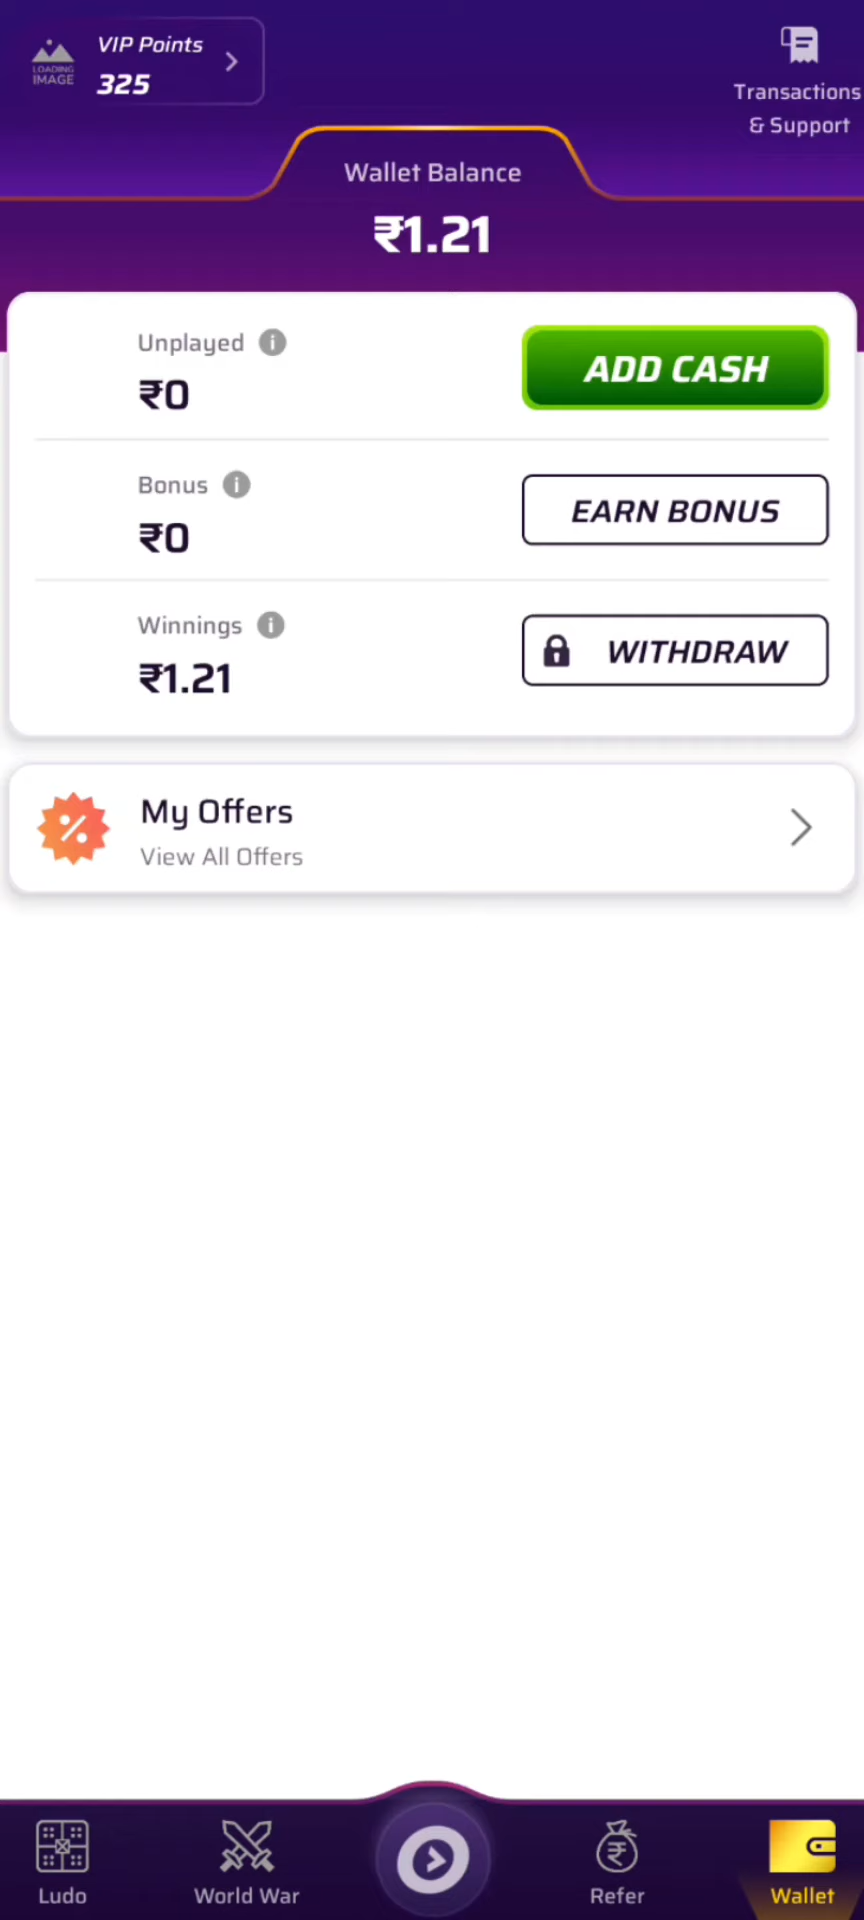 VIP Points
325
LOADING
IMAGE
Transactions
& Support
Wallet Balance
₹1.21
Unplayed
₹0
ADD CASH
Bonus
₹0
EARN BONUS
Winnings
₹1.21
WITHDRAW
My Offers
View All Offers
Ludo
World War
Refer
Wallet